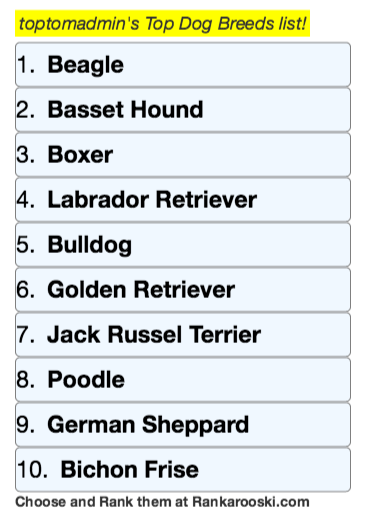 toptomadmin's Top Dog Breeds list!
1. Beagle
2. Basset Hound
3. Boxer
4. Labrador Retriever
5. Bulldog
6. Golden Retriever
7. Jack Russel Terrier
8. Poodle
9. German Sheppard
10. Bichon Frise
Choose and Rank them at Rankarooski.com